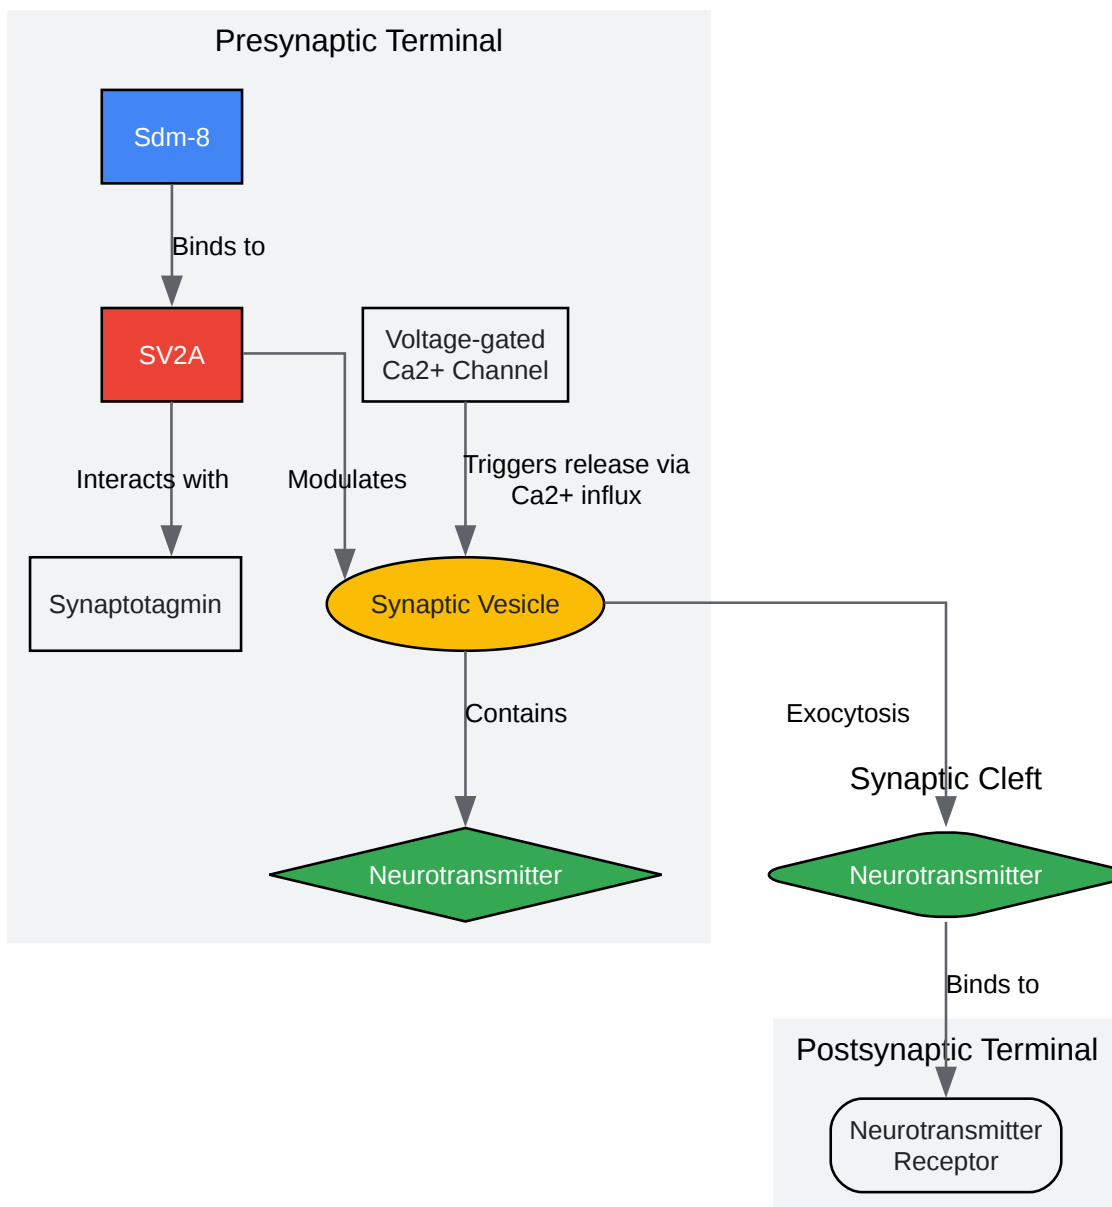 Presynaptic Terminal
Sdm-8
Binds to
SV2A
Voltage-gated
Ca2+ Channel
Interacts with
Modulates
Triggers release via
Ca2+ influx
Synaptotagmin
Synaptic Vesicle
Contains
Exocytosis
Synaptic Cleft
Neurotransmitter
Neurotransmitter
Binds to
Postsynaptic Terminal
Neurotransmitter
Receptor